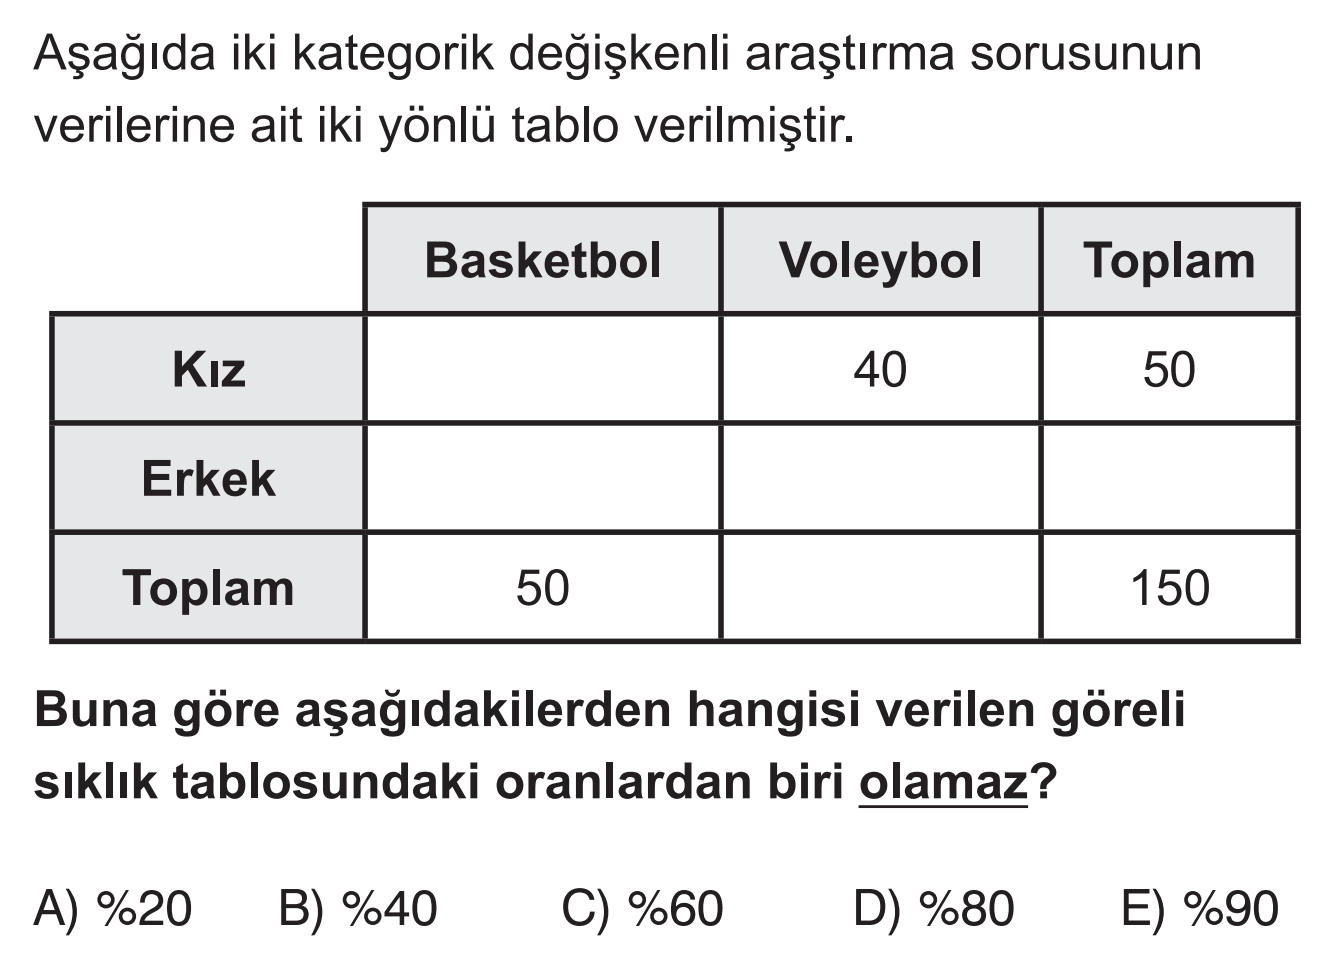 Aşağıda iki kategorik değişkenli araştırma sorusunun
verilerine ait iki yönlü tablo verilmiştir.
Basketbol Voleybol Toplam
Kız 40 50
Erkek
Toplam 50 150
Buna göre aşağıdakilerden hangisi verilen göreli
sıklık tablosundaki oranlardan biri olamaz?
A) %20 B) %40 C) %60 D) %80 E) %90